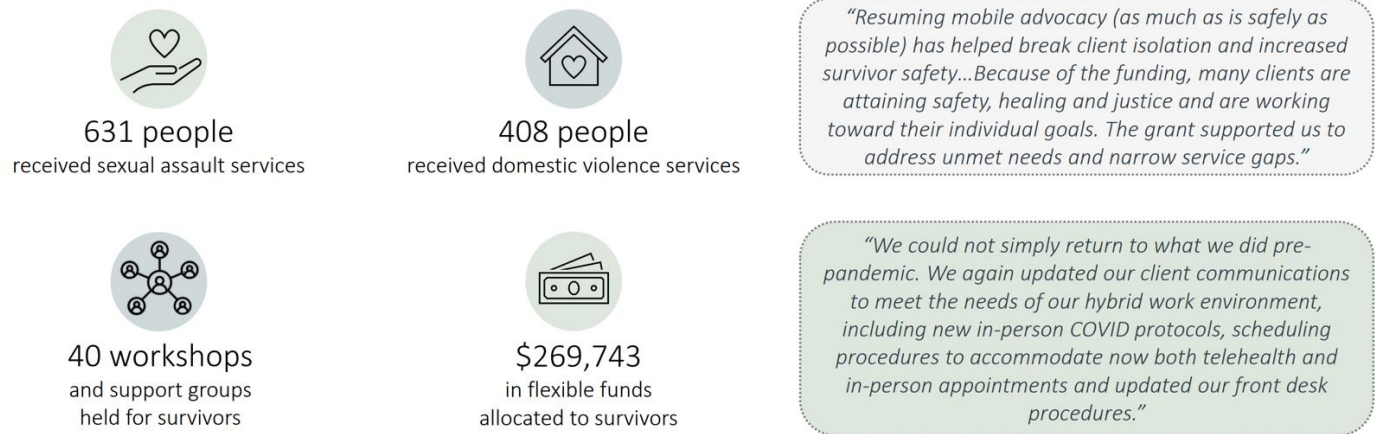 631 people
received sexual assault services
408 people
received domestic violence services
40 workshops
and support groups
held for survivors
$269,743
in flexible funds
allocated to survivors
“Resuming mobile advocacy (as much as is safely as
possible) has helped break client isolation and increased
survivor safety...Because of the funding, many clients are
attaining safety, healing and justice and are working
toward their individual goals. The grant supported us to
address unmet needs and narrow service gaps.”
“We could not simply return to what we did pre-
pandemic. We again updated our client communications
to meet the needs of our hybrid work environment,
including new in-person COVID protocols, scheduling
procedures to accommodate now both telehealth and
in-person appointments and updated our front desk
procedures.”